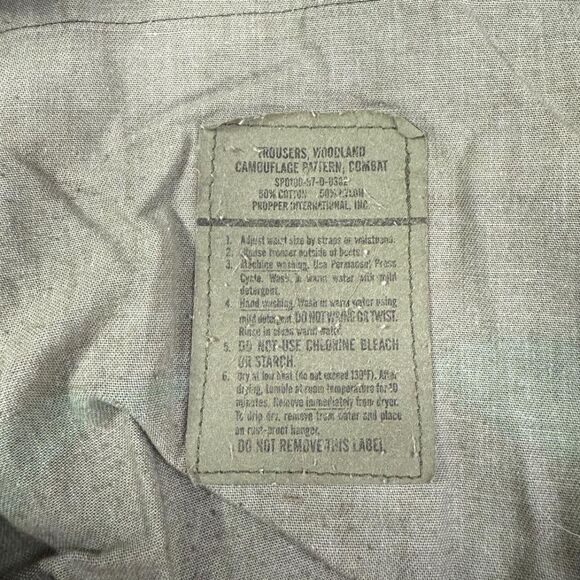 TROUSERS, WOODLAND
CAMOUFLAGE PATTERN, COMBAT
SPO100-97-D-0302
50% COTTON 50% NYLON
PROPPER INTERNATIONAL, INC.
1. Adjust waist size by straps or waistband.
2. Blouse trouser outside of boots.
3. Machine washing. Use Permanent Press
Cycle. Wash in warm water with mild
detergent.
4. Hand washing. Wash in warm water using
mild detergent. DO NOT WRING OR TWIST.
Rinse in clean warm water.
5. DO NOT USE CHLORINE BLEACH
OR STARCH.
6. Dry at low heat (do not exceed 130°F). After
drying, tumble at room temperature for 10
minutes. Remove immediately from dryer.
To drip dry, remove from water and place
on rust-proof hanger.
DO NOT REMOVE THIS LABEL